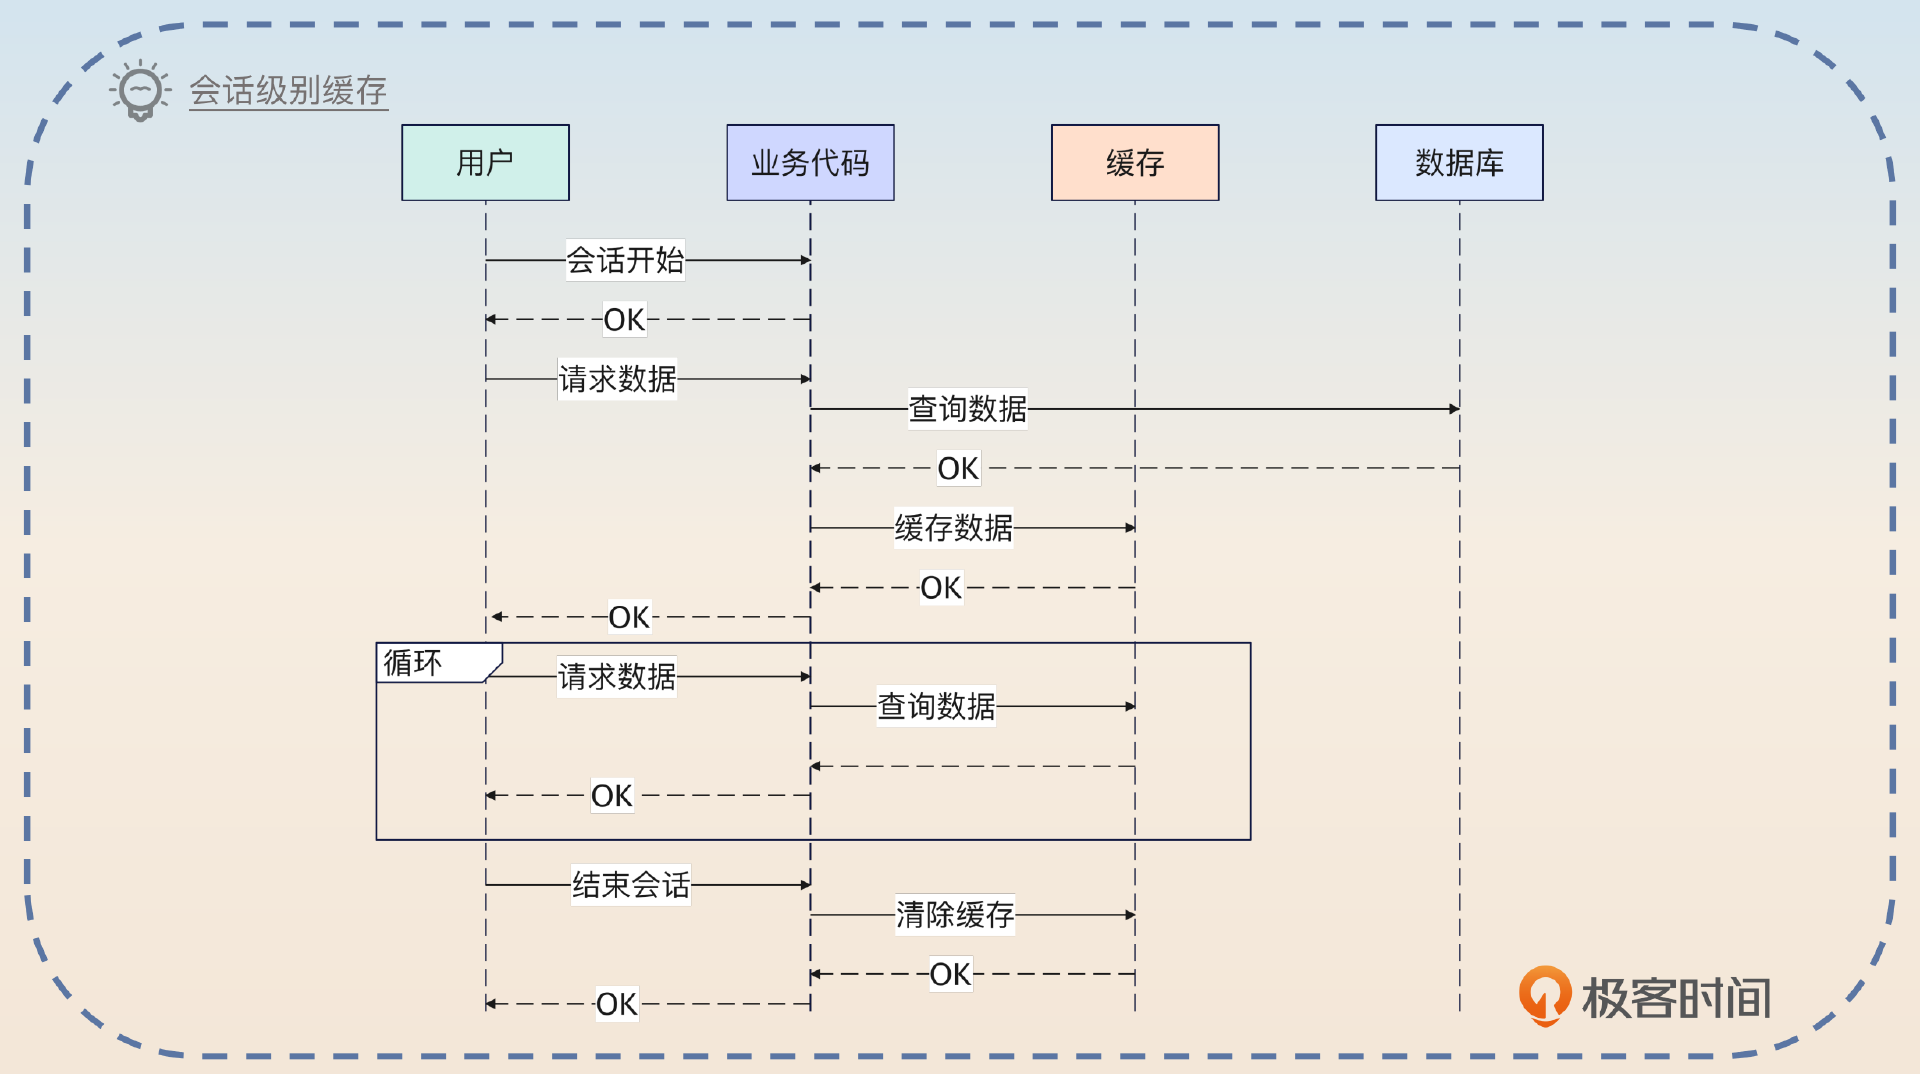 会话级别缓存
用户
业务代码
缓存
数据库
会话开始
OK
请求数据
查询数据
OK
缓存数据
OK
OK
循环
请求数据
查询数据
OK
结束会话
清除缓存
OK
OK
极客时间